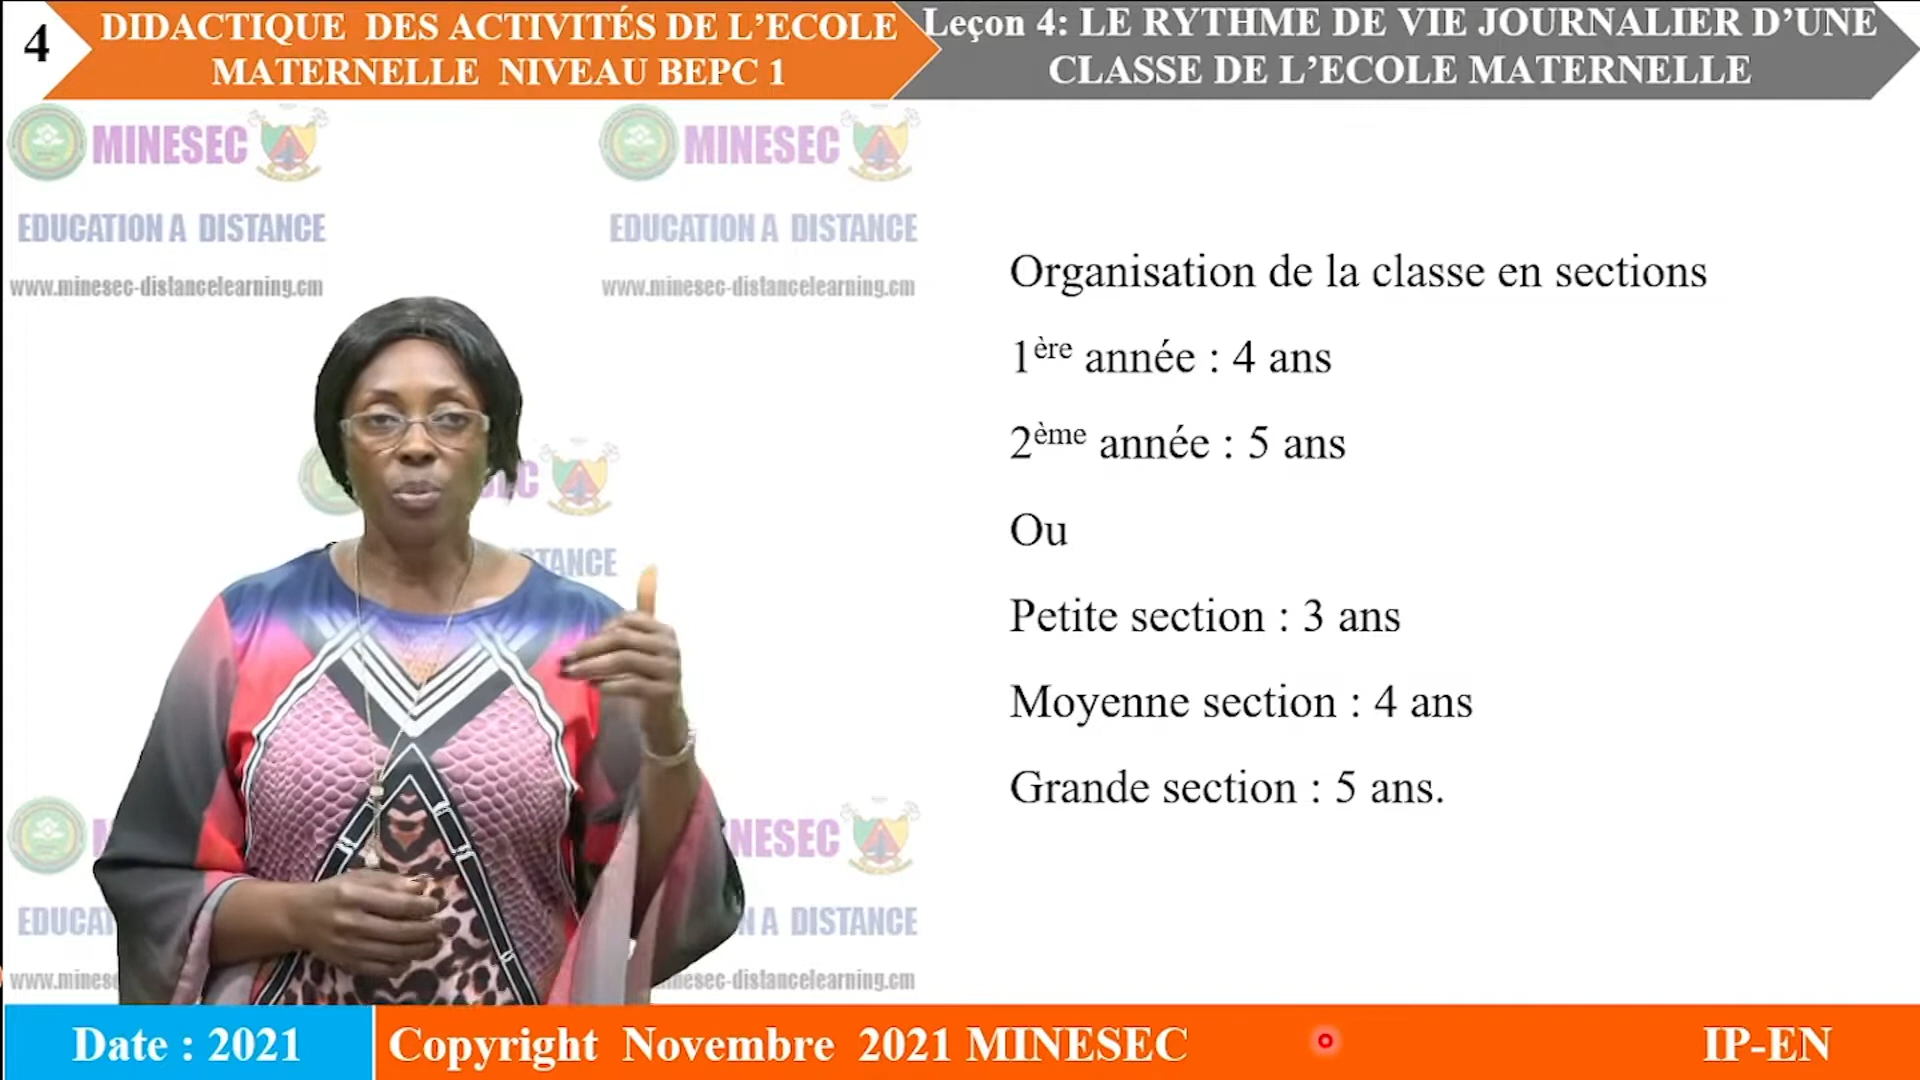 4
DIDACTIQUE DES ACTIVITÉS DE L’ECOLE
MATERNELLE NIVEAU BEPC 1
Leçon 4: LE RYTHME DE VIE JOURNALIER D’UNE
CLASSE DE L’ECOLE MATERNELLE
MINESEC
EDUCATION A DISTANCE
www.minesec-distancelearning.cm
MINESEC
EDUCATION A DISTANCE
www.minesec-distancelearning.cm
Organisation de la classe en sections
1ère année : 4 ans
2ème année : 5 ans
Ou
Petite section : 3 ans
Moyenne section : 4 ans
Grande section : 5 ans.
Date : 2021
Copyright Novembre 2021 MINESEC
IP-EN